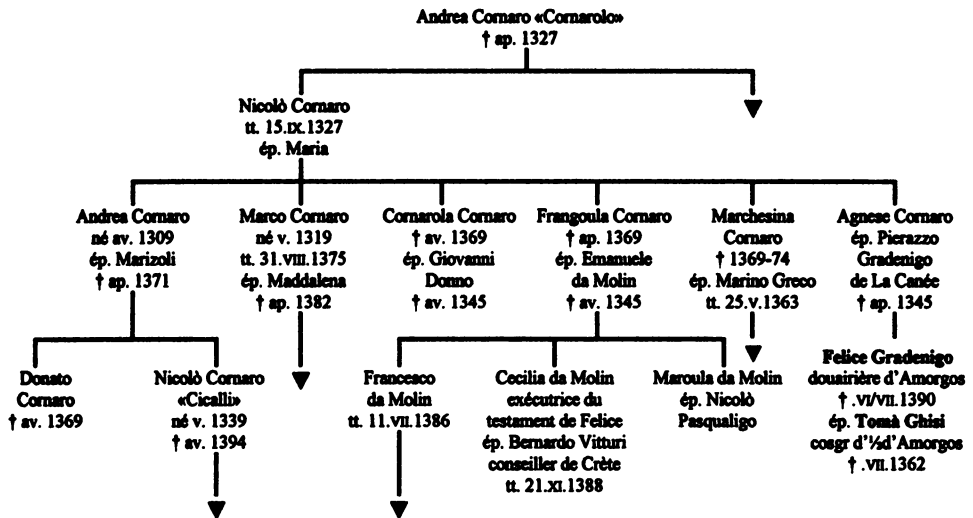 Andrea Cornaro «Cornarolo»
† ap. 1327
Nicolò Cornaro
tt. 15.IX.1327
ép. Maria
Andrea Cornaro
né av. 1309
ép. Marizoli
† ap. 1371
Marco Cornaro
né v. 1319
tt. 31.VIII.1375
ép. Maddalena
† ap. 1382
Cornarola Cornaro
† av. 1369
ép. Giovanni
Donno
† av. 1345
Frangoula Cornaro
† ap. 1369
ép. Emanuele
da Molin
† av. 1345
Marchesina
Cornaro
† 1369-74
ép. Marino Greco
tt. 25.V.1363
Agnese Cornaro
ép. Pierazzo
Gradenigo
de La Canée
† ap. 1345
Donato
Cornaro
† av. 1369
Nicolò Cornaro
«Cicalli»
né v. 1339
† av. 1394
Francesco
da Molin
tt. 11.VII.1386
Cecilia da Molin
exécutrice du
testament de Felice
ép. Bernardo Vitturi
conseiller de Crète
tt. 21.XI.1388
Maroula da Molin
ép. Nicolò
Pasqualigo
Felice Gradenigo
douairière d'Amorgos
† .VI/VII.1390
ép. Tomà Ghisi
cosgr d'½d'Amorgos
† .VII.1362